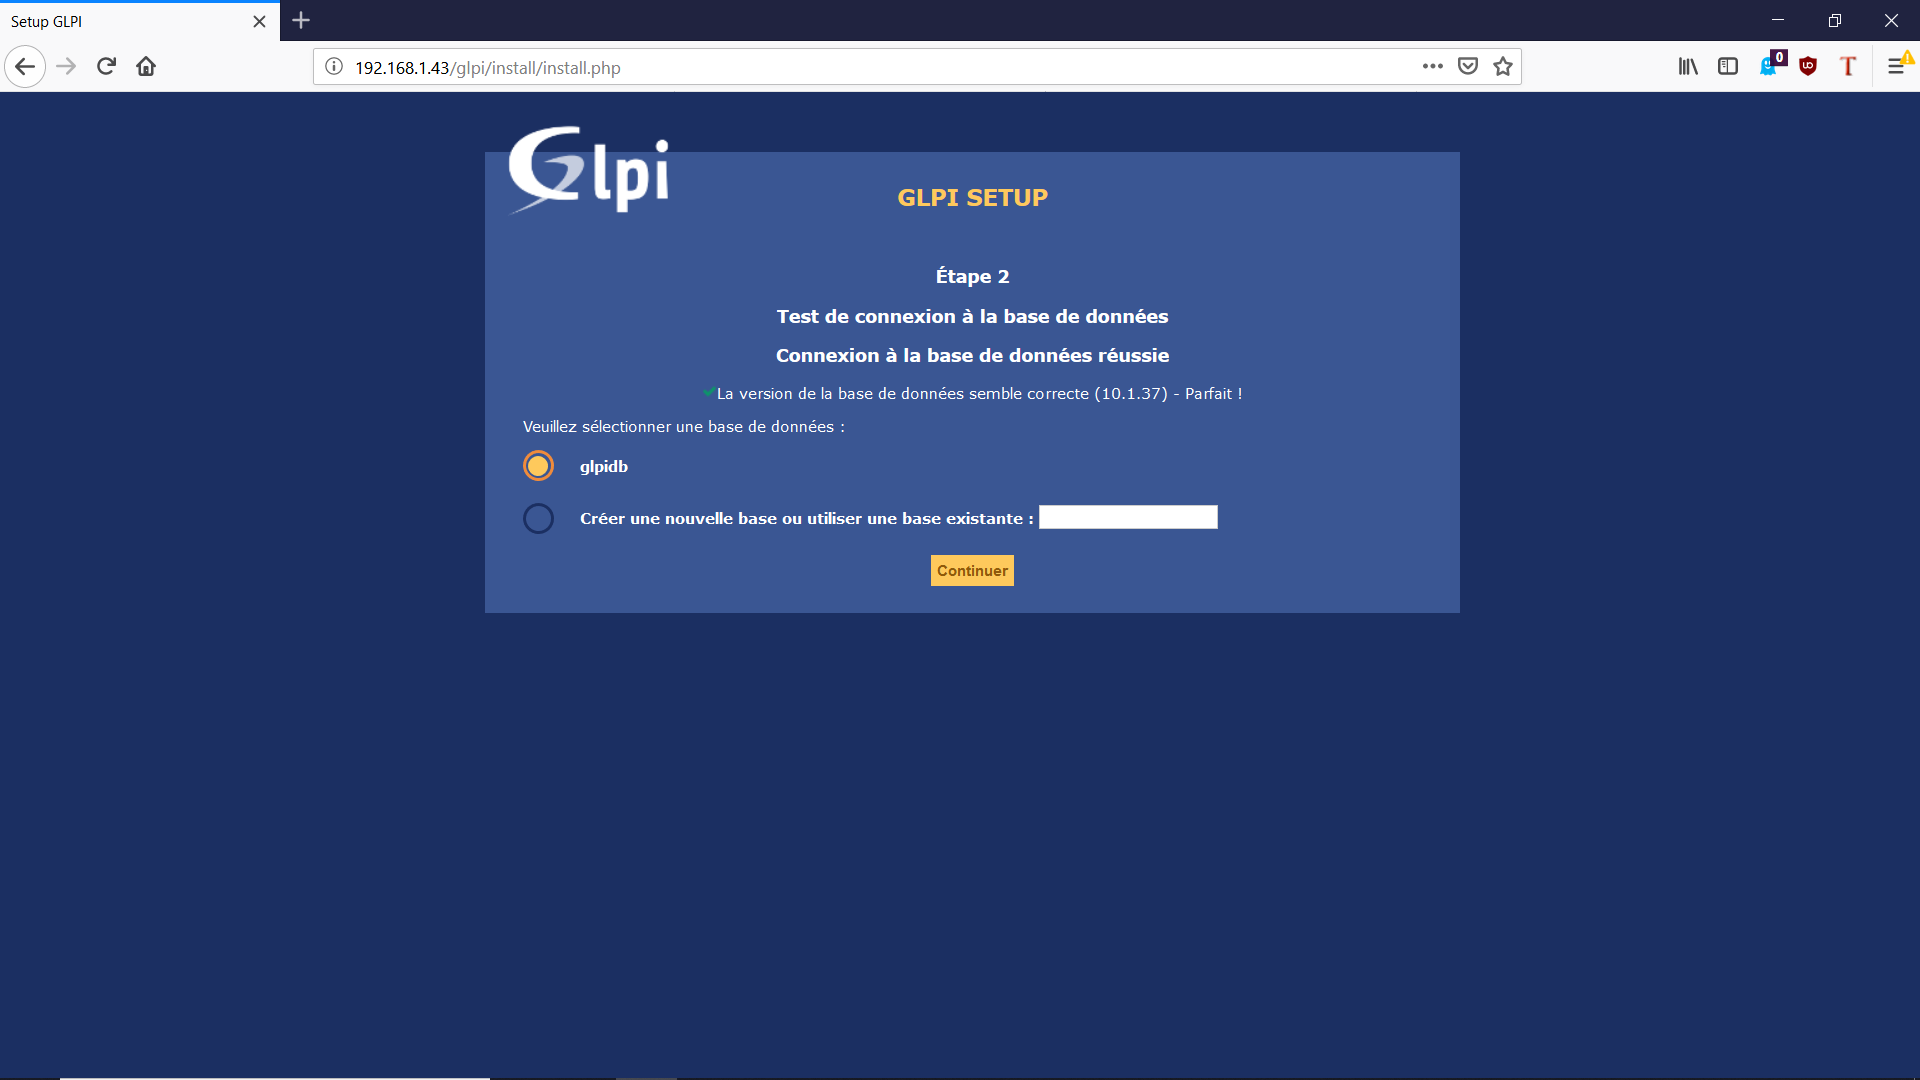 Setup GLPI
192.168.1.43/glpi/install/install.php
0
T
Glpi
GLPI SETUP
Étape 2
Test de connexion à la base de données
Connexion à la base de données réussie
La version de la base de données semble correcte (10.1.37) - Parfait !
Veuillez sélectionner une base de données :
glpidb
Créer une nouvelle base ou utiliser une base existante :
Continuer